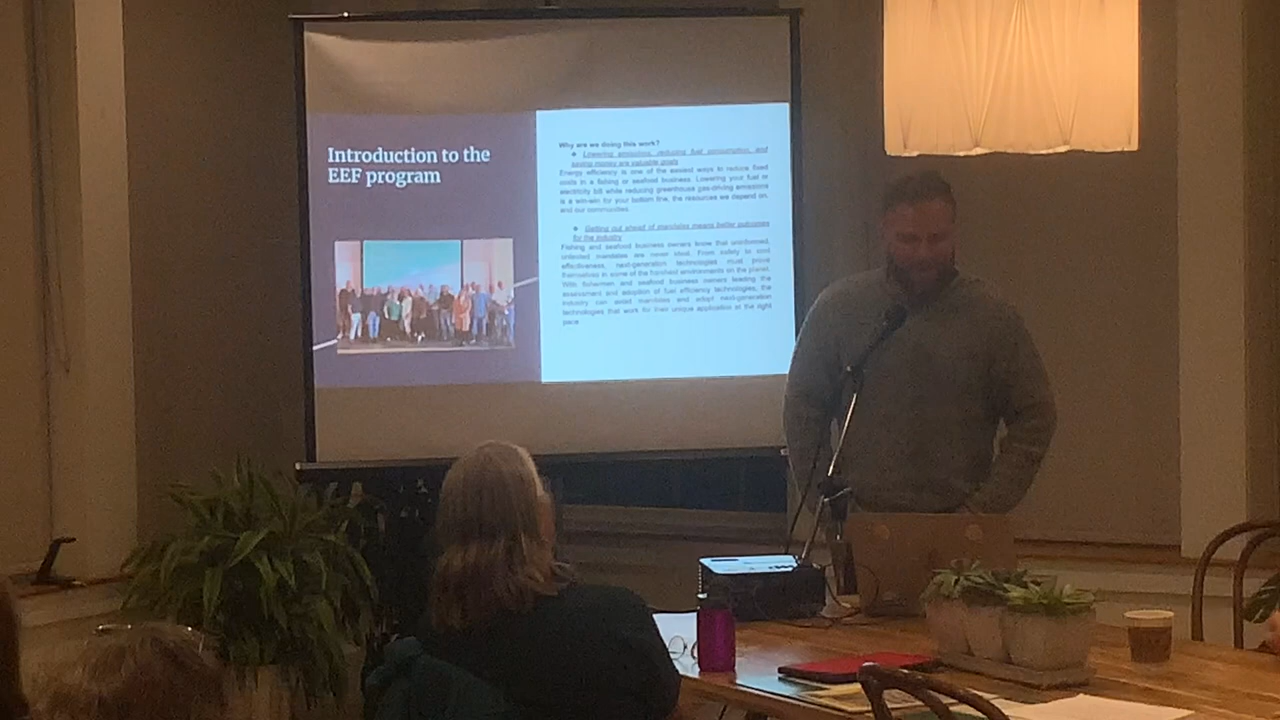 Introduction to the
EEF program
Why are we doing this work?
Lowering emissions, reducing fuel consumption, and
saving money are valuable goals
Energy efficiency is one of the easiest ways to reduce fixed
costs in a fishing or seafood business. Lowering your fuel or
electricity bill while reducing greenhouse gas-driving emissions
is a win-win for your bottom line, the resources we depend on,
and our communities.
Getting out ahead of mandates means better outcomes
for the industry
Fishing and seafood business owners know that uninformed,
untested mandates are never ideal. From safety to cost
effectiveness, next-generation technologies must prove
themselves in some of the harshest environments on the planet.
With fishermen and seafood business owners leading the
assessment and adoption of fuel efficiency technologies, the
industry can avoid mandates and adopt next-generation
technologies that work for their unique application at the right
pace